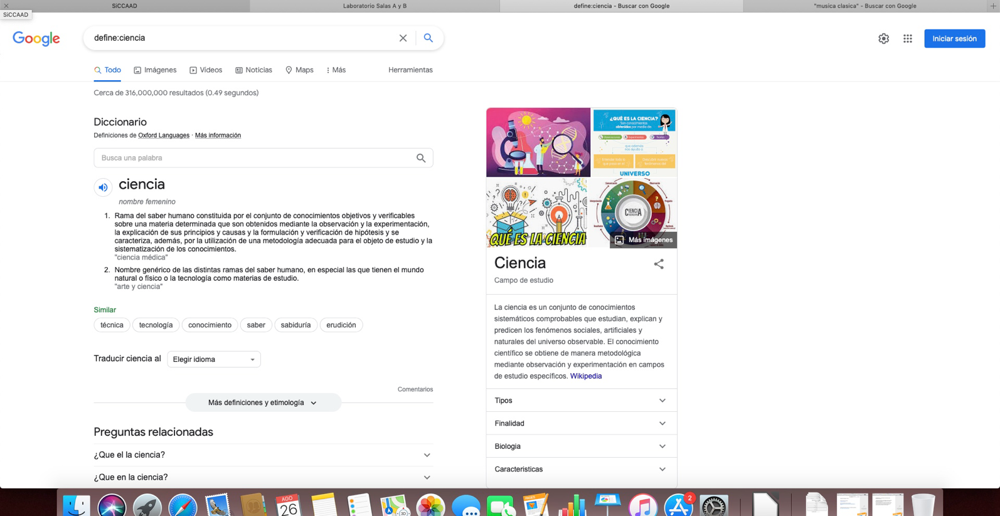 SiCCAAD
Laboratorio Salas A y B
define:ciencia - Buscar con Google
"musica clasica" - Buscar con Google
SiCCAAD
Google
define:ciencia
Iniciar sesión
Todo
Imágenes
Videos
Noticias
Maps
Más
Herramientas
Cerca de 316,000,000 resultados (0.49 segundos)
Diccionario
Definiciones de Oxford Languages · Más información
Busca una palabra
ciencia
nombre femenino
1. Rama del saber humano constituida por el conjunto de conocimientos objetivos y verificables
sobre una materia determinada que son obtenidos mediante la observación y la experimentación,
la explicación de sus principios y causas y la formulación y verificación de hipótesis y se
caracteriza, además, por la utilización de una metodología adecuada para el objeto de estudio y la
sistematización de los conocimientos.
"ciencia médica"
2. Nombre genérico de las distintas ramas del saber humano, en especial las que tienen el mundo
natural o físico o la tecnología como materias de estudio.
"arte y ciencia"
Similar
técnica
tecnología
conocimiento
saber
sabiduría
erudición
Traducir ciencia al
Elegir idioma
Comentarios
Más definiciones y etimología
Preguntas relacionadas
¿Que el la ciencia?
¿Que en la ciencia?
¿QUÉ ES LA CIENCIA?
Son conocimientos
obtenidos por medio de:
que además
nos ayuda a
UNIVERSO
QUÉ ES LA CIENCIA
CIENCIA
Más imágenes
Ciencia
Campo de estudio
La ciencia es un conjunto de conocimientos
sistemáticos comprobables que estudian, explican y
predicen los fenómenos sociales, artificiales y
naturales del universo observable. El conocimiento
científico se obtiene de manera metodológica
mediante observación y experimentación en campos
de estudio específicos. Wikipedia
Tipos
Finalidad
Biologia
Caracteristicas
AGO
26
3D
2